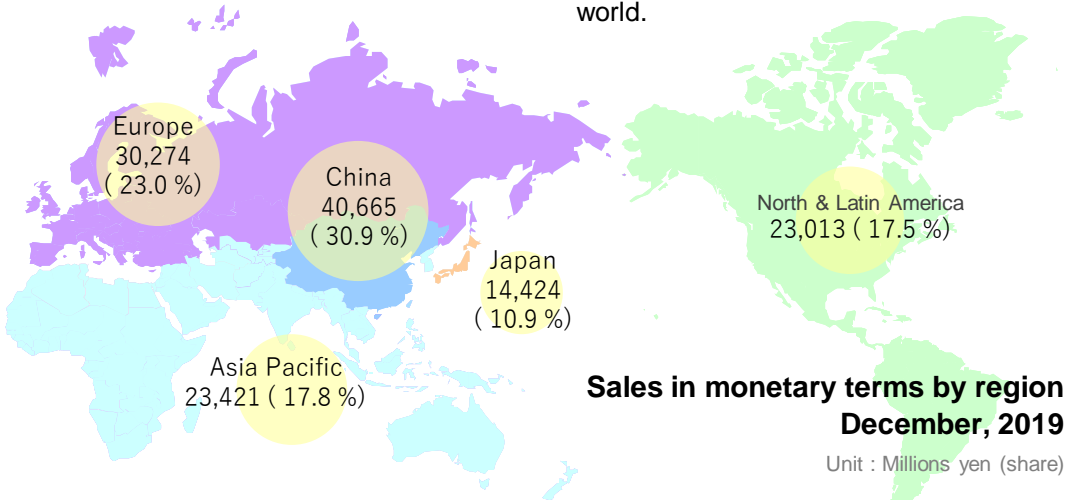 world.
Europe
30,274
( 23.0 %)
China
40,665
( 30.9 %)
Japan
14,424
( 10.9 %)
North & Latin America
23,013 ( 17.5 %)
Asia Pacific
23,421 ( 17.8 %)
Sales in monetary terms by region
December, 2019
Unit : Millions yen (share)